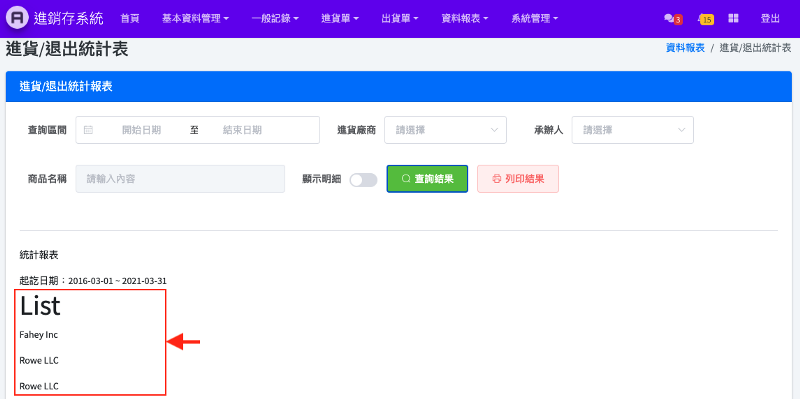 進銷存系統 首頁 基本資料管理 一般記錄 進貨單 出貨單 資料報表 系統管理 3 15 登出
進貨/退出統計表 資料報表 / 進貨/退出統計表
進貨/退出統計報表
查詢區間 開始日期 至 結束日期 進貨廠商 請選擇 承辦人 請選擇
商品名稱 請輸入內容 顯示明細 查詢結果 列印結果
統計報表
起訖日期：2016-03-01 ~ 2021-03-31
List
Fahey Inc
Rowe LLC
Rowe LLC